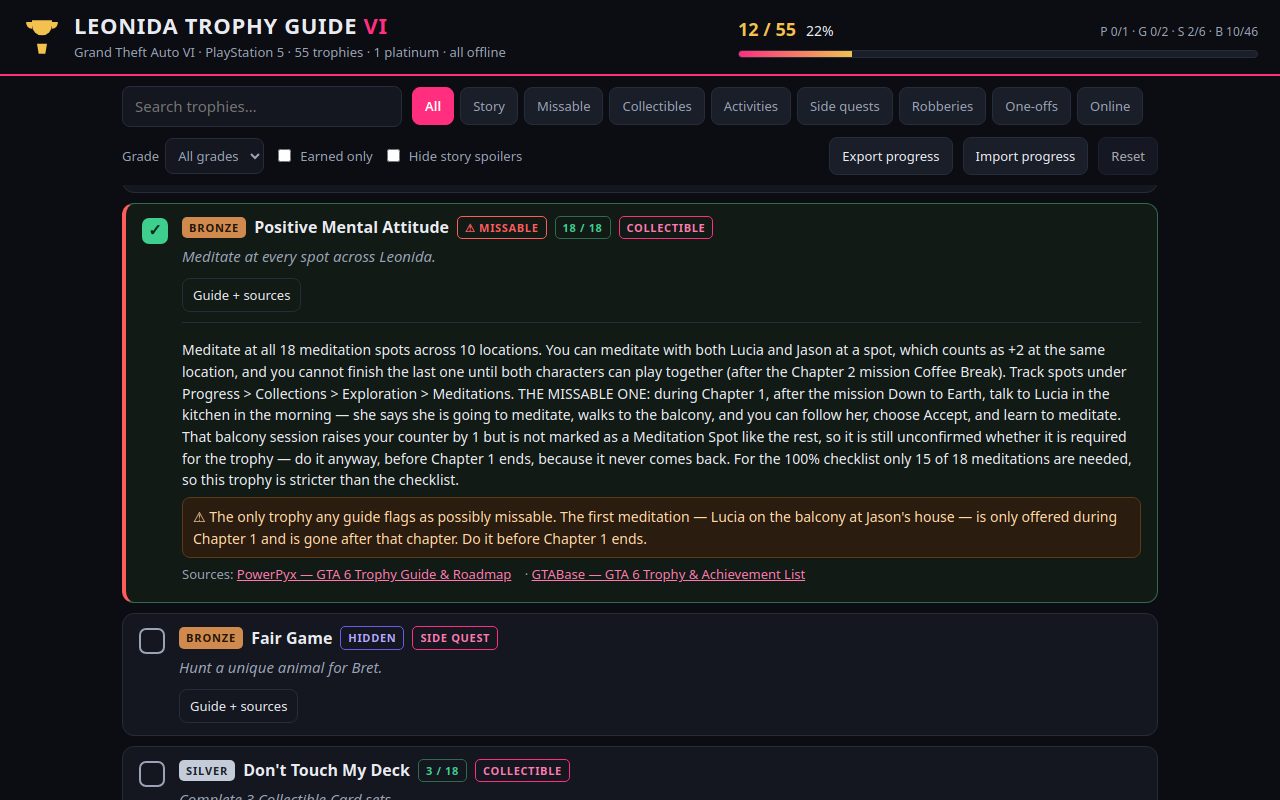 LEONIDA TROPHY GUIDE VI
Grand Theft Auto VI · PlayStation 5 · 55 trophies · 1 platinum · all offline
12 / 55 22%
P 0/1 · G 0/2 · S 2/6 · B 10/46
Search trophies...
All
Story
Missable
Collectibles
Activities
Side quests
Robberies
One-offs
Online
Grade
All grades
Earned only
Hide story spoilers
Export progress
Import progress
Reset
✓
BRONZE
Positive Mental Attitude
⚠ MISSABLE
18 / 18
COLLECTIBLE
Meditate at every spot across Leonida.
Guide + sources
Meditate at all 18 meditation spots across 10 locations. You can meditate with both Lucia and Jason at a spot, which counts as +2 at the same
location, and you cannot finish the last one until both characters can play together (after the Chapter 2 mission Coffee Break). Track spots under
Progress > Collections > Exploration > Meditations. THE MISSABLE ONE: during Chapter 1, after the mission Down to Earth, talk to Lucia in the
kitchen in the morning — she says she is going to meditate, walks to the balcony, and you can follow her, choose Accept, and learn to meditate.
That balcony session raises your counter by 1 but is not marked as a Meditation Spot like the rest, so it is still unconfirmed whether it is required
for the trophy — do it anyway, before Chapter 1 ends, because it never comes back. For the 100% checklist only 15 of 18 meditations are needed,
so this trophy is stricter than the checklist.
⚠ The only trophy any guide flags as possibly missable. The first meditation — Lucia on the balcony at Jason's house — is only offered during
Chapter 1 and is gone after that chapter. Do it before Chapter 1 ends.
Sources: PowerPyx — GTA 6 Trophy Guide & Roadmap · GTABase — GTA 6 Trophy & Achievement List
BRONZE
Fair Game
HIDDEN
SIDE QUEST
Hunt a unique animal for Bret.
Guide + sources
SILVER
Don't Touch My Deck
3 / 18
COLLECTIBLE
Complete 3 Collectible Card sets.